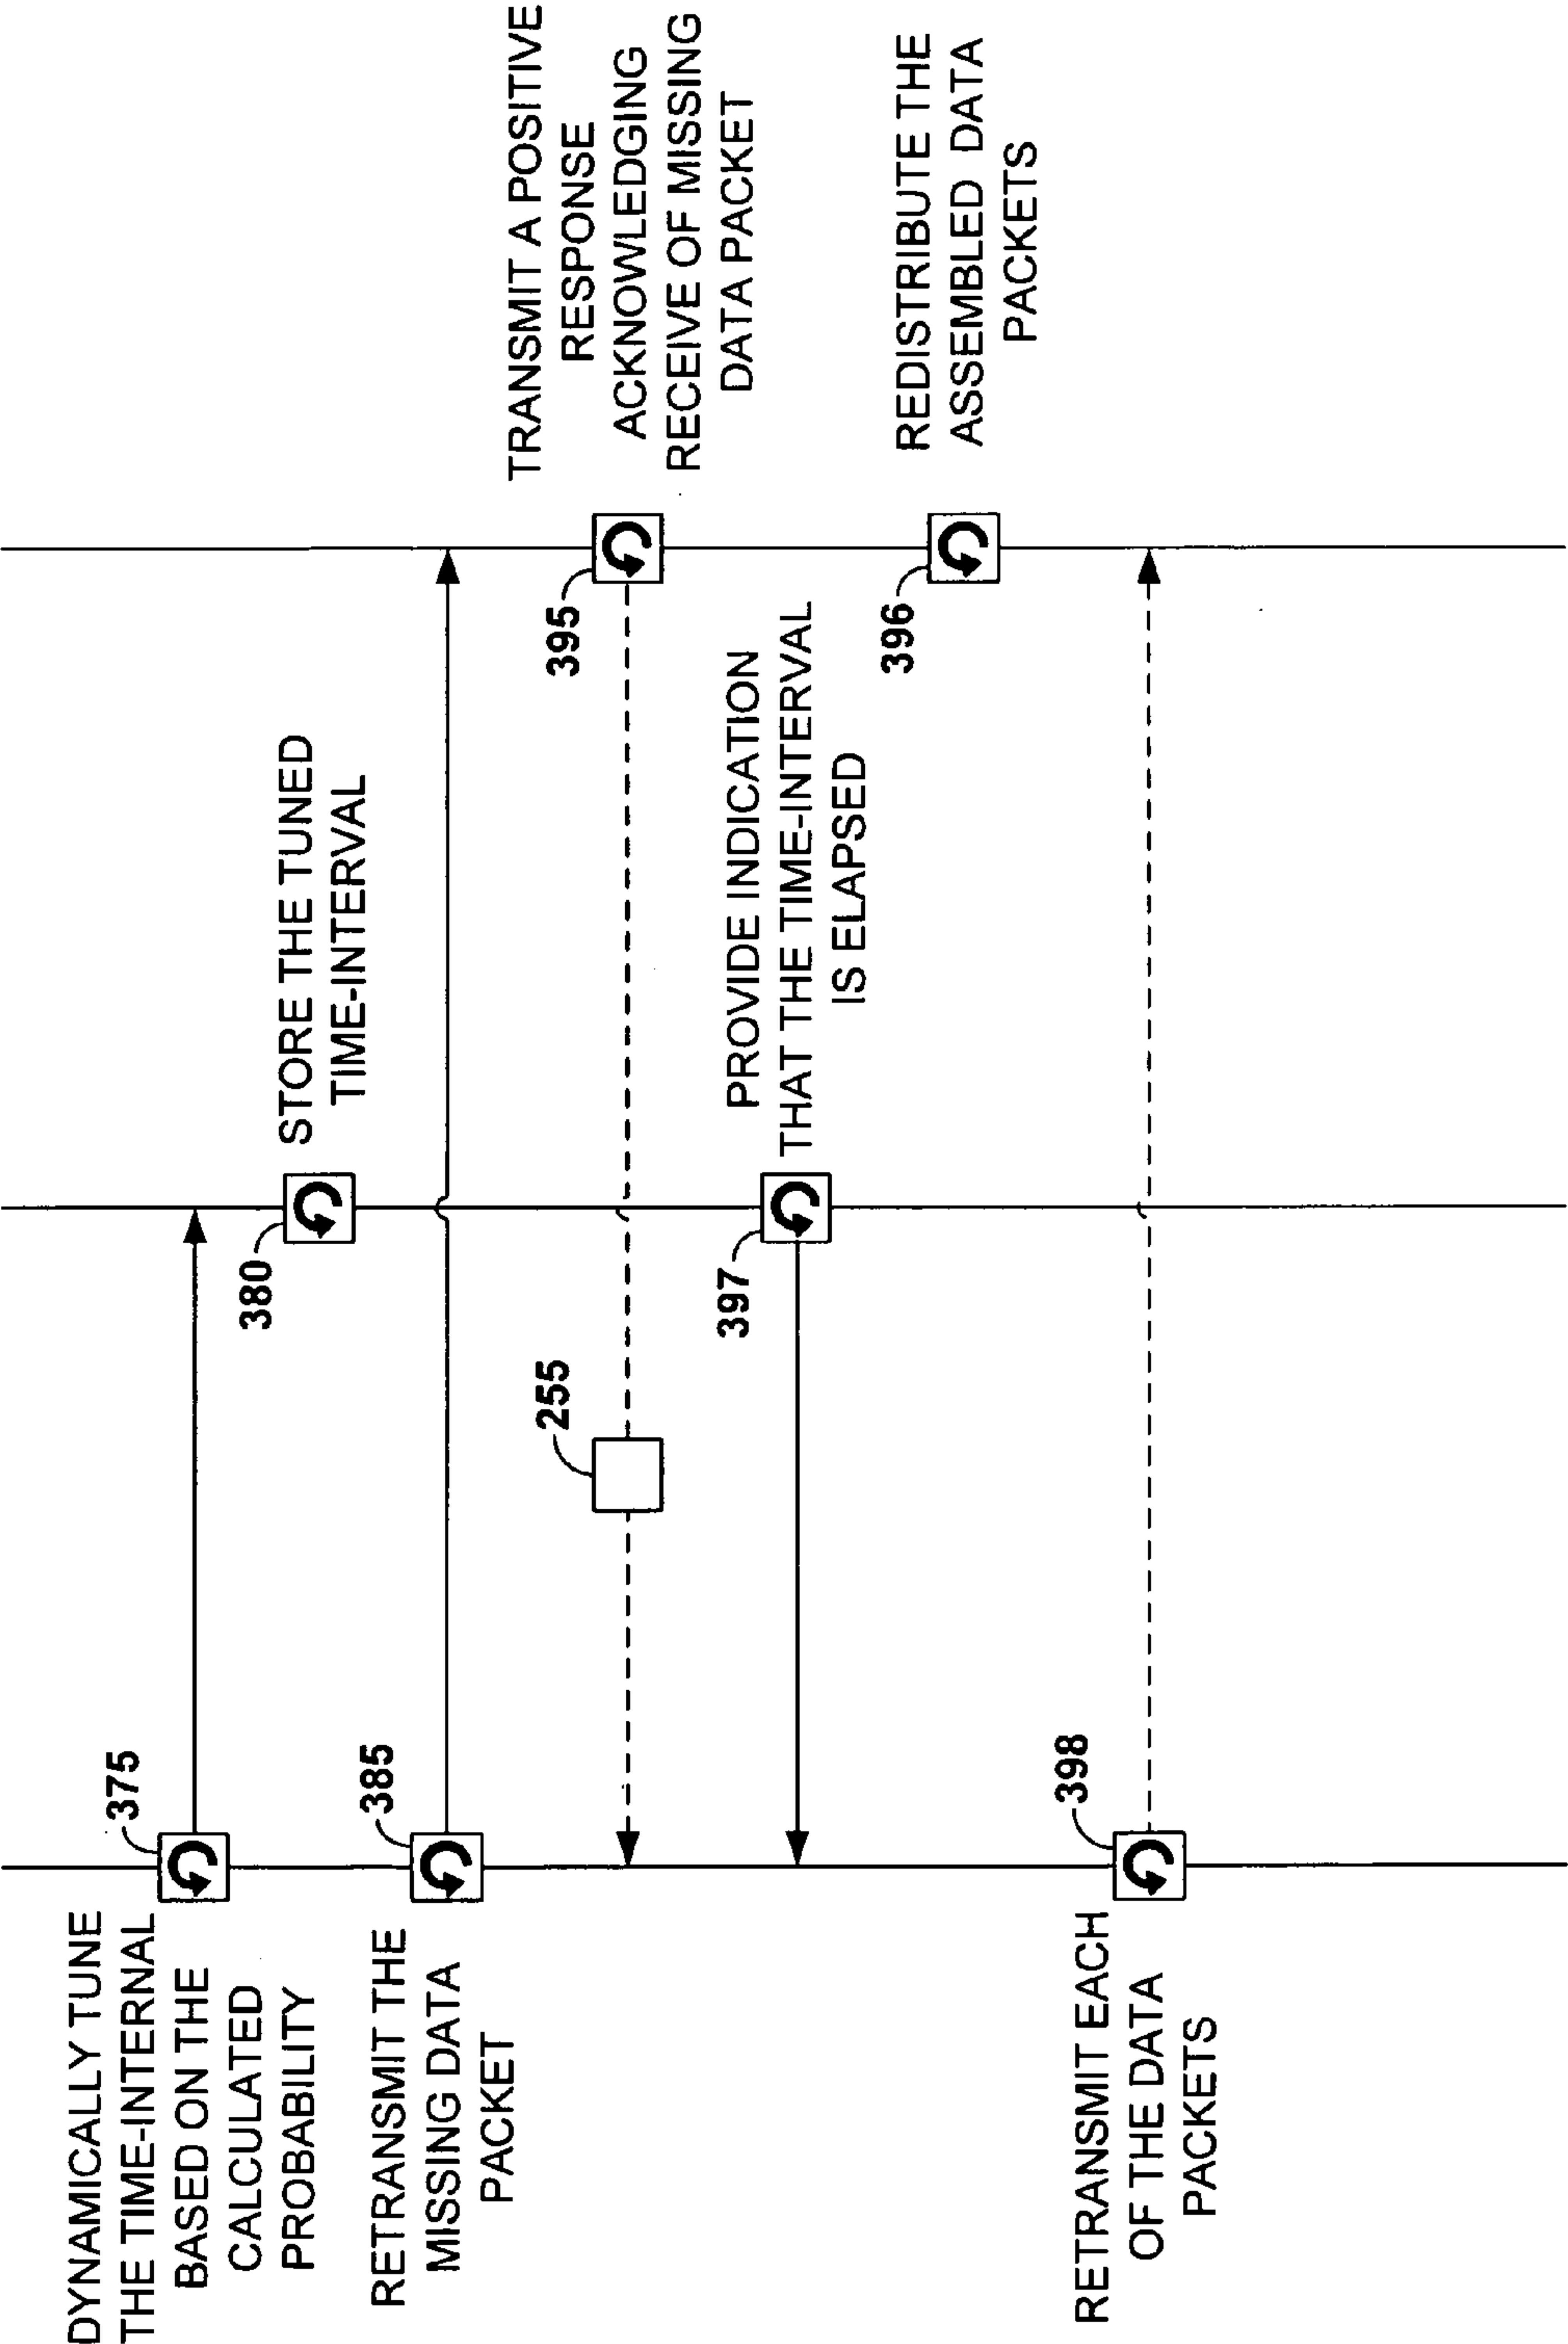 DYNAMICALLY TUNE
THE TIME-INTERNAL
BASED ON THE
CALCULATED
PROBABILITY
375
380
STORE THE TUNED
TIME-INTERVAL
RETRANSMIT THE
MISSING DATA
PACKET
385
255
395
TRANSMIT A POSITIVE
RESPONSE
ACKNOWLEDGING
RECEIVE OF MISSING
DATA PACKET
397
PROVIDE INDICATION
THAT THE TIME-INTERVAL
IS ELAPSED
396
REDISTRIBUTE THE
ASSEMBLED DATA
PACKETS
RETRANSMIT EACH
OF THE DATA
PACKETS
398